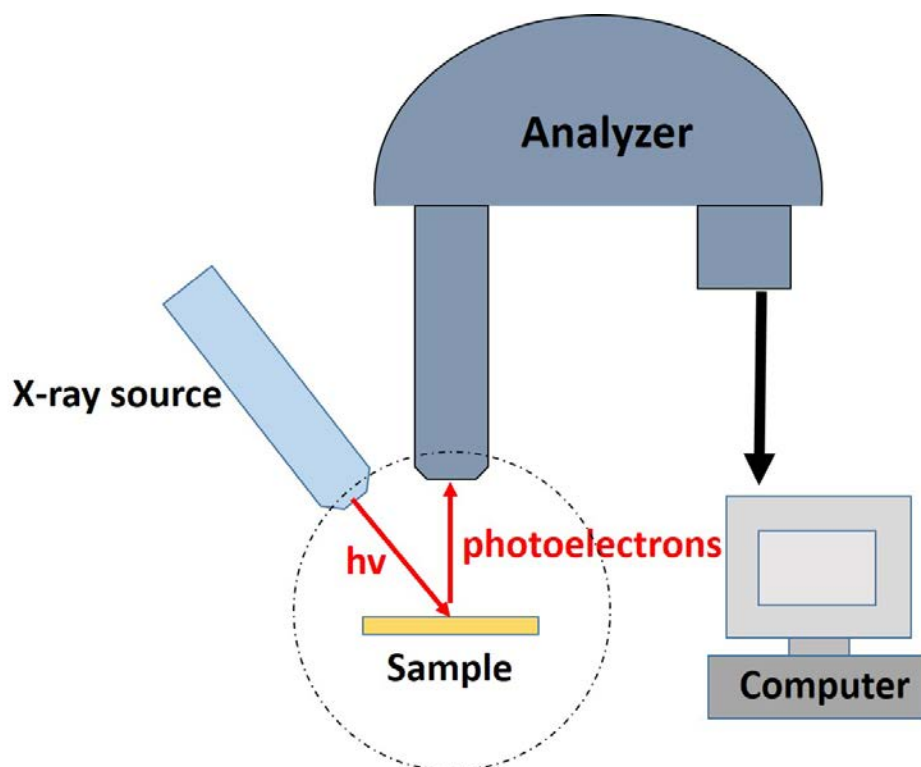 Analyzer
X-ray source
hv
photoelectrons
Sample
Computer